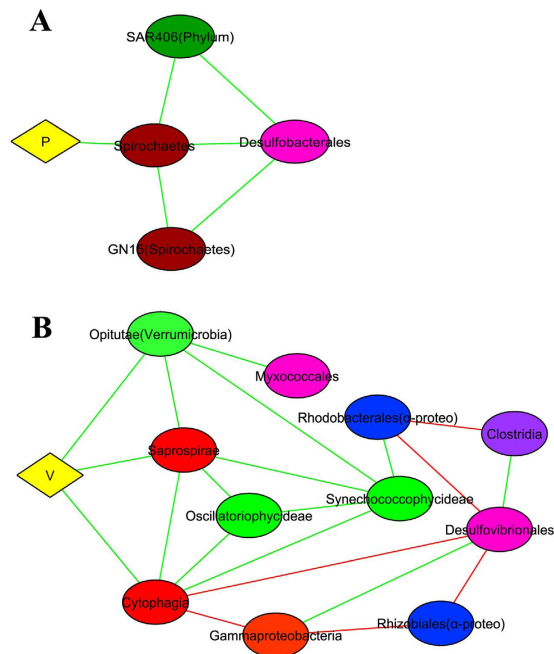 A
SAR406(Phylum)
P
Spirochaetes
Desulfobacterales
GN15(Spirochaetes)
B
Opitutae(Verrumicrobia)
Myxococcales
Rhodobacterales(α-proteo)
Clostridia
Saprospirae
V
Synechococcophycideae
Oscillatoriophycideae
Desulfovibrionales
Cytophagia
Gammaproteobacteria
Rhizobiales(α-proteo)